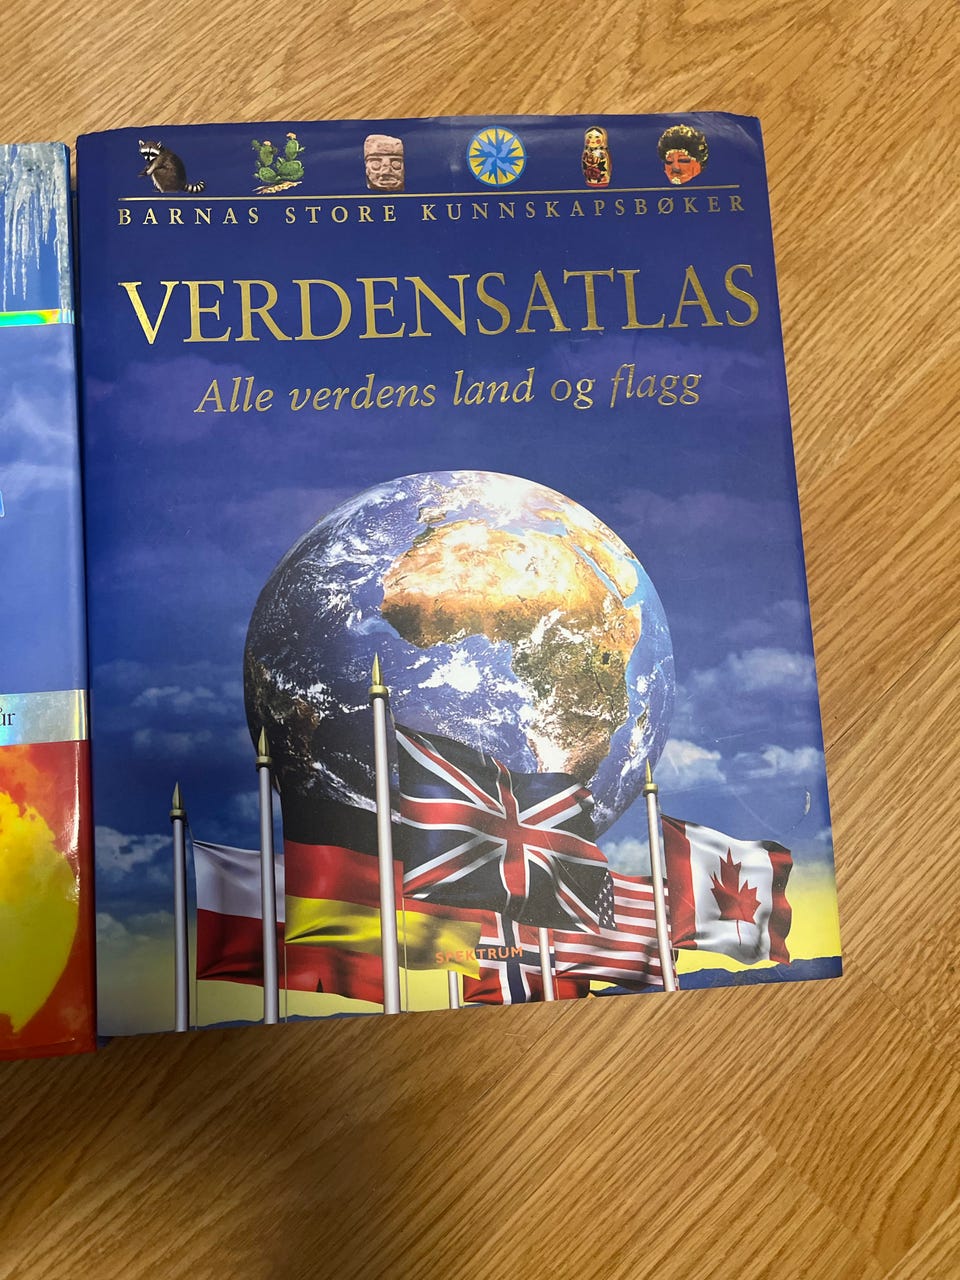 BARNAS STORE KUNNSKAPSBØKER
VERDENSATLAS
Alle verdens land og flagg
SPEKTRUM